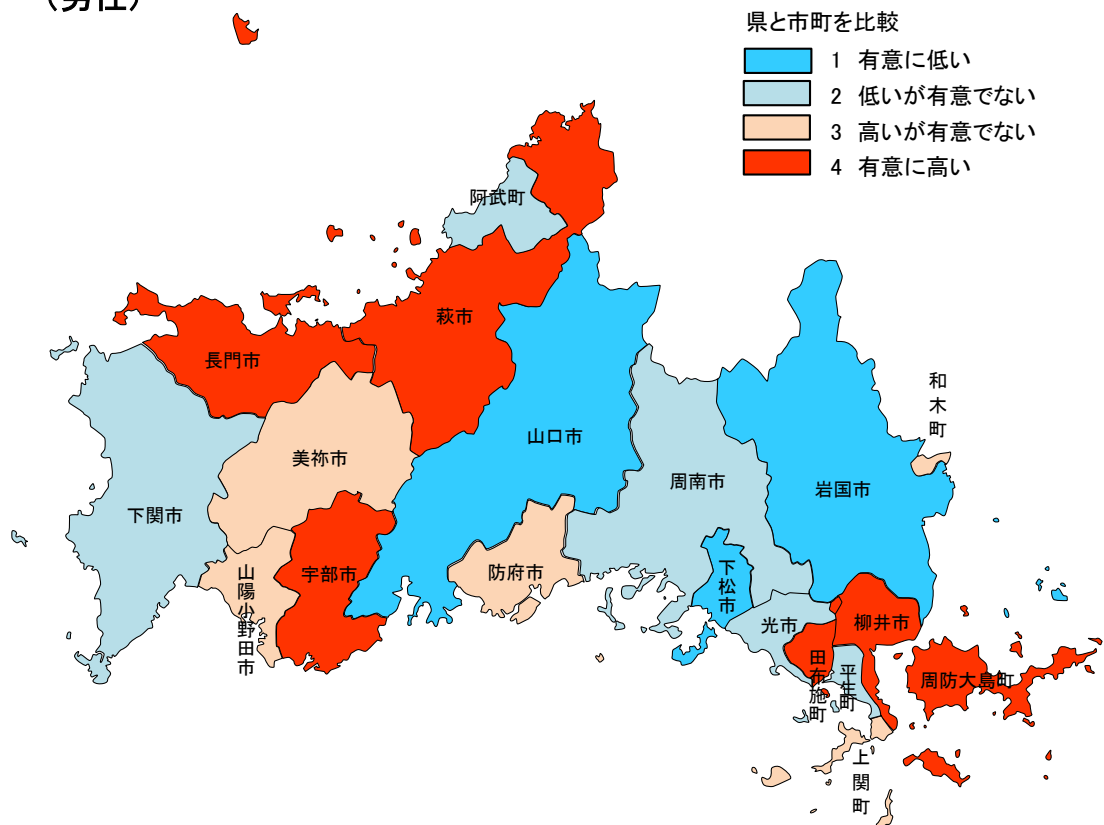 （男性）
県と市町を比較
1 有意に低い
2 低いが有意でない
3 高いが有意でない
4 有意に高い
阿武町
萩市
長門市
和木町
山口市
美祢市
周南市
岩国市
下関市
防府市
宇部市
山陽小野田市
下松市
光市
柳井市
田布施町
平生町
周防大島町
上関町